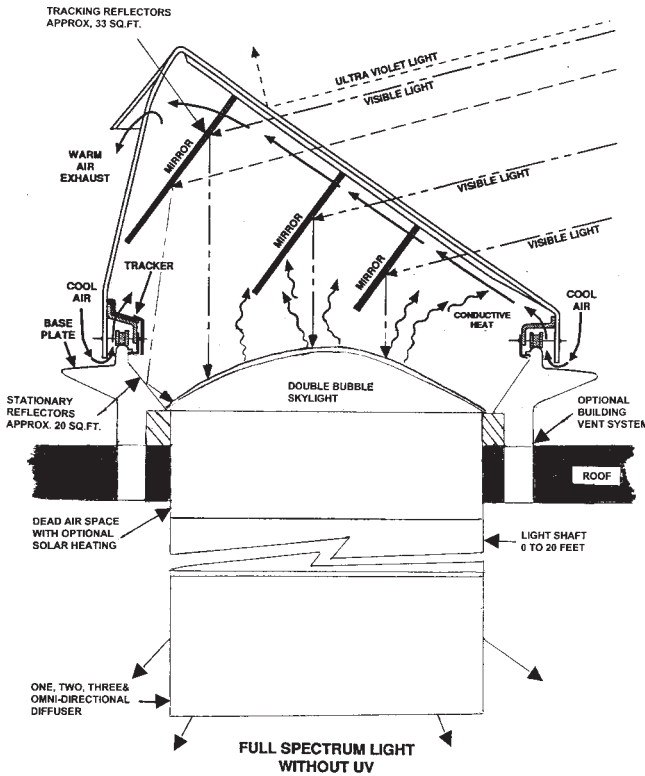 TRACKING REFLECTORS
APPROX, 33 SQ.FT.
ULTRA VIOLET LIGHT
VISIBLE LIGHT
WARM
AIR
EXHAUST
MIRROR
VISIBLE LIGHT
MIRROR
VISIBLE LIGHT
MIRROR
TRACKER
COOL
AIR
COOL
AIR
CONDUCTIVE
HEAT
BASE
PLATE
DOUBLE BUBBLE
SKYLIGHT
STATIONARY
REFLECTORS
APPROX. 20 SQ.FT.
OPTIONAL
BUILDING
VENT SYSTEM
ROOF
DEAD AIR SPACE
WITH OPTIONAL
SOLAR HEATING
LIGHT SHAFT
0 TO 20 FEET
ONE, TWO, THREE&
OMNI-DIRECTIONAL
DIFFUSER
FULL SPECTRUM LIGHT
WITHOUT UV